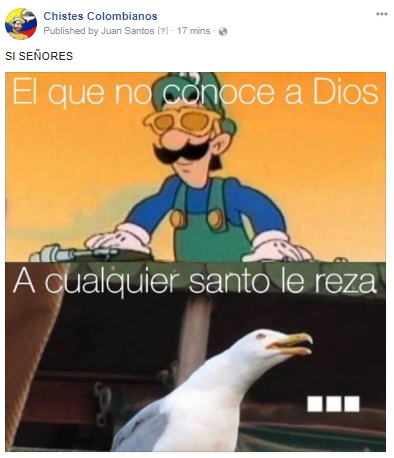 Chistes Colombianos
Published by Juan Santos [?] · 17 mins ·
SI SEÑORES
El que no conoce a Dios
A cualquier santo le reza
...